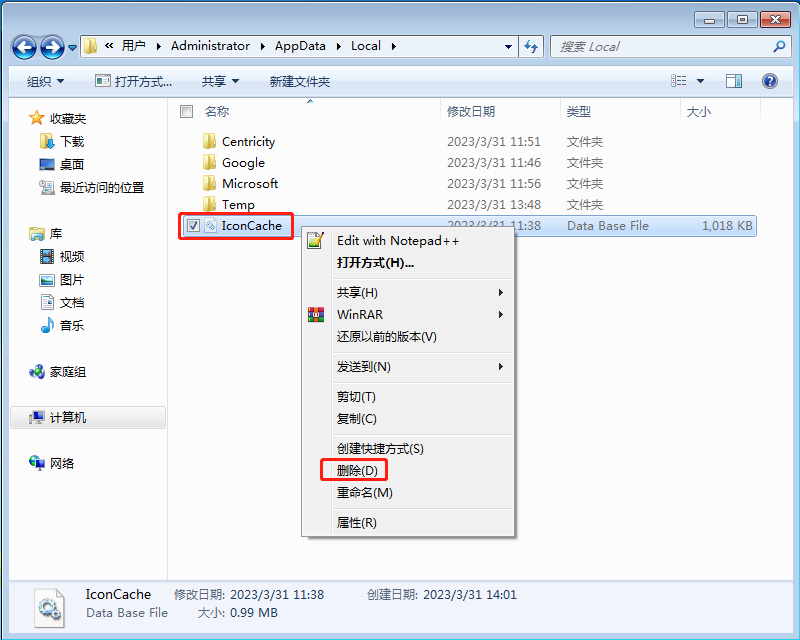 « 用户 Administrator AppData Local
搜索 Local
组织 打开方式... 共享 新建文件夹
名称 修改日期 类型 大小
收藏夹
下载
桌面
最近访问的位置
库
视频
图片
文档
音乐
家庭组
计算机
网络
Centricity 2023/3/31 11:51 文件夹
Google 2023/3/31 11:46 文件夹
Microsoft 2023/3/31 11:56 文件夹
Temp 2023/3/31 13:48 文件夹
IconCache 2023/3/31 11:38 Data Base File 1,018 KB
Edit with Notepad++
打开方式(H)...
共享(H)
WinRAR
还原以前的版本(V)
发送到(N)
剪切(T)
复制(C)
创建快捷方式(S)
删除(D)
重命名(M)
属性(R)
IconCache 修改日期: 2023/3/31 11:38 创建日期: 2023/3/31 14:01
Data Base File 大小: 0.99 MB